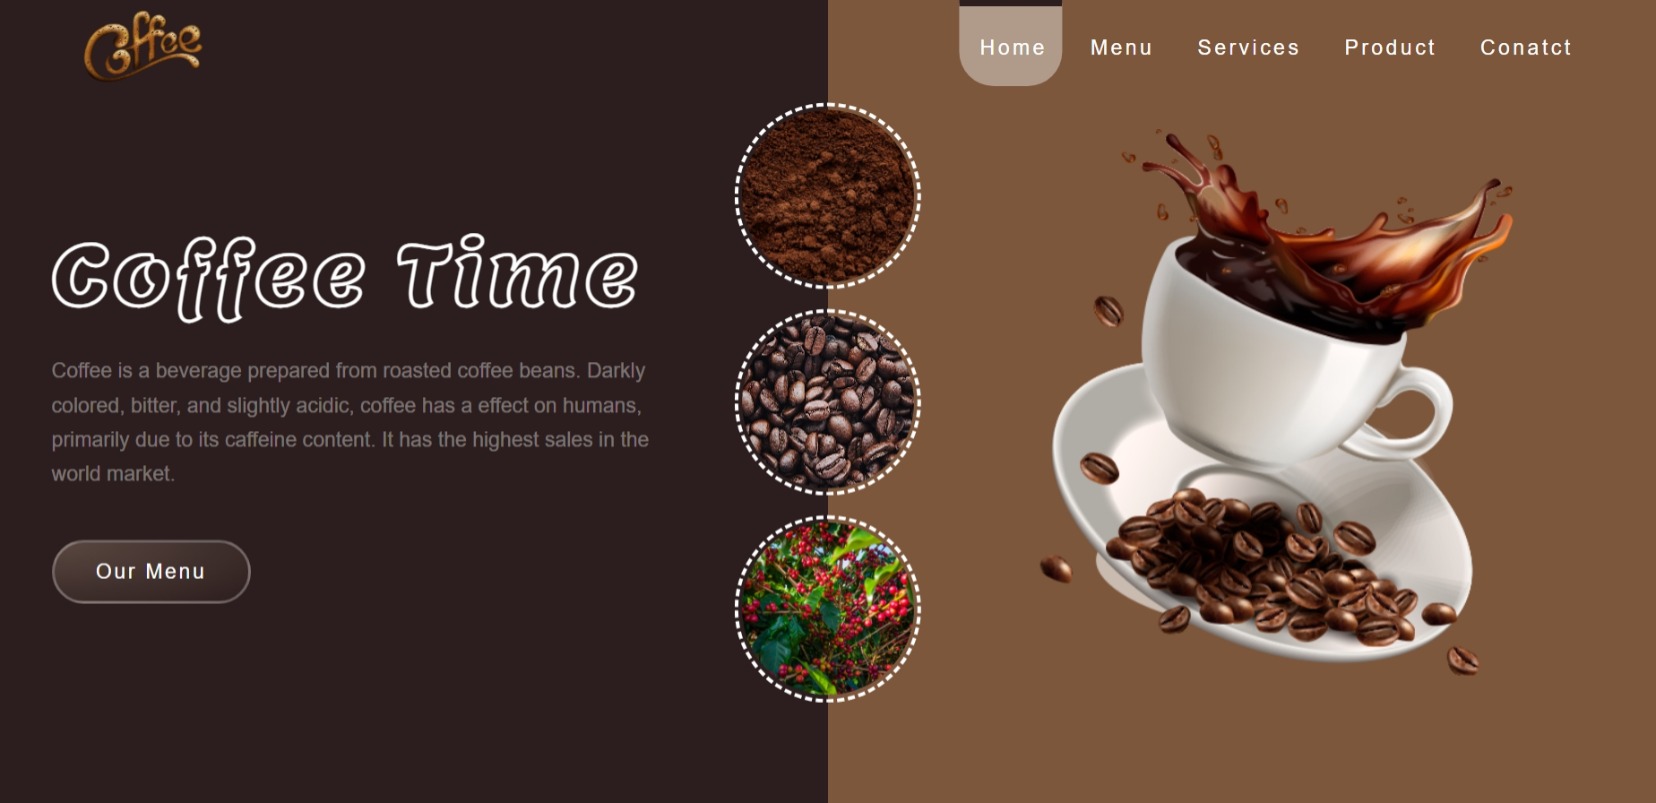 Coffee
Home Menu Services Product Conatct
Coffee Time
Coffee is a beverage prepared from roasted coffee beans. Darkly
colored, bitter, and slightly acidic, coffee has a effect on humans,
primarily due to its caffeine content. It has the highest sales in the
world market.
Our Menu